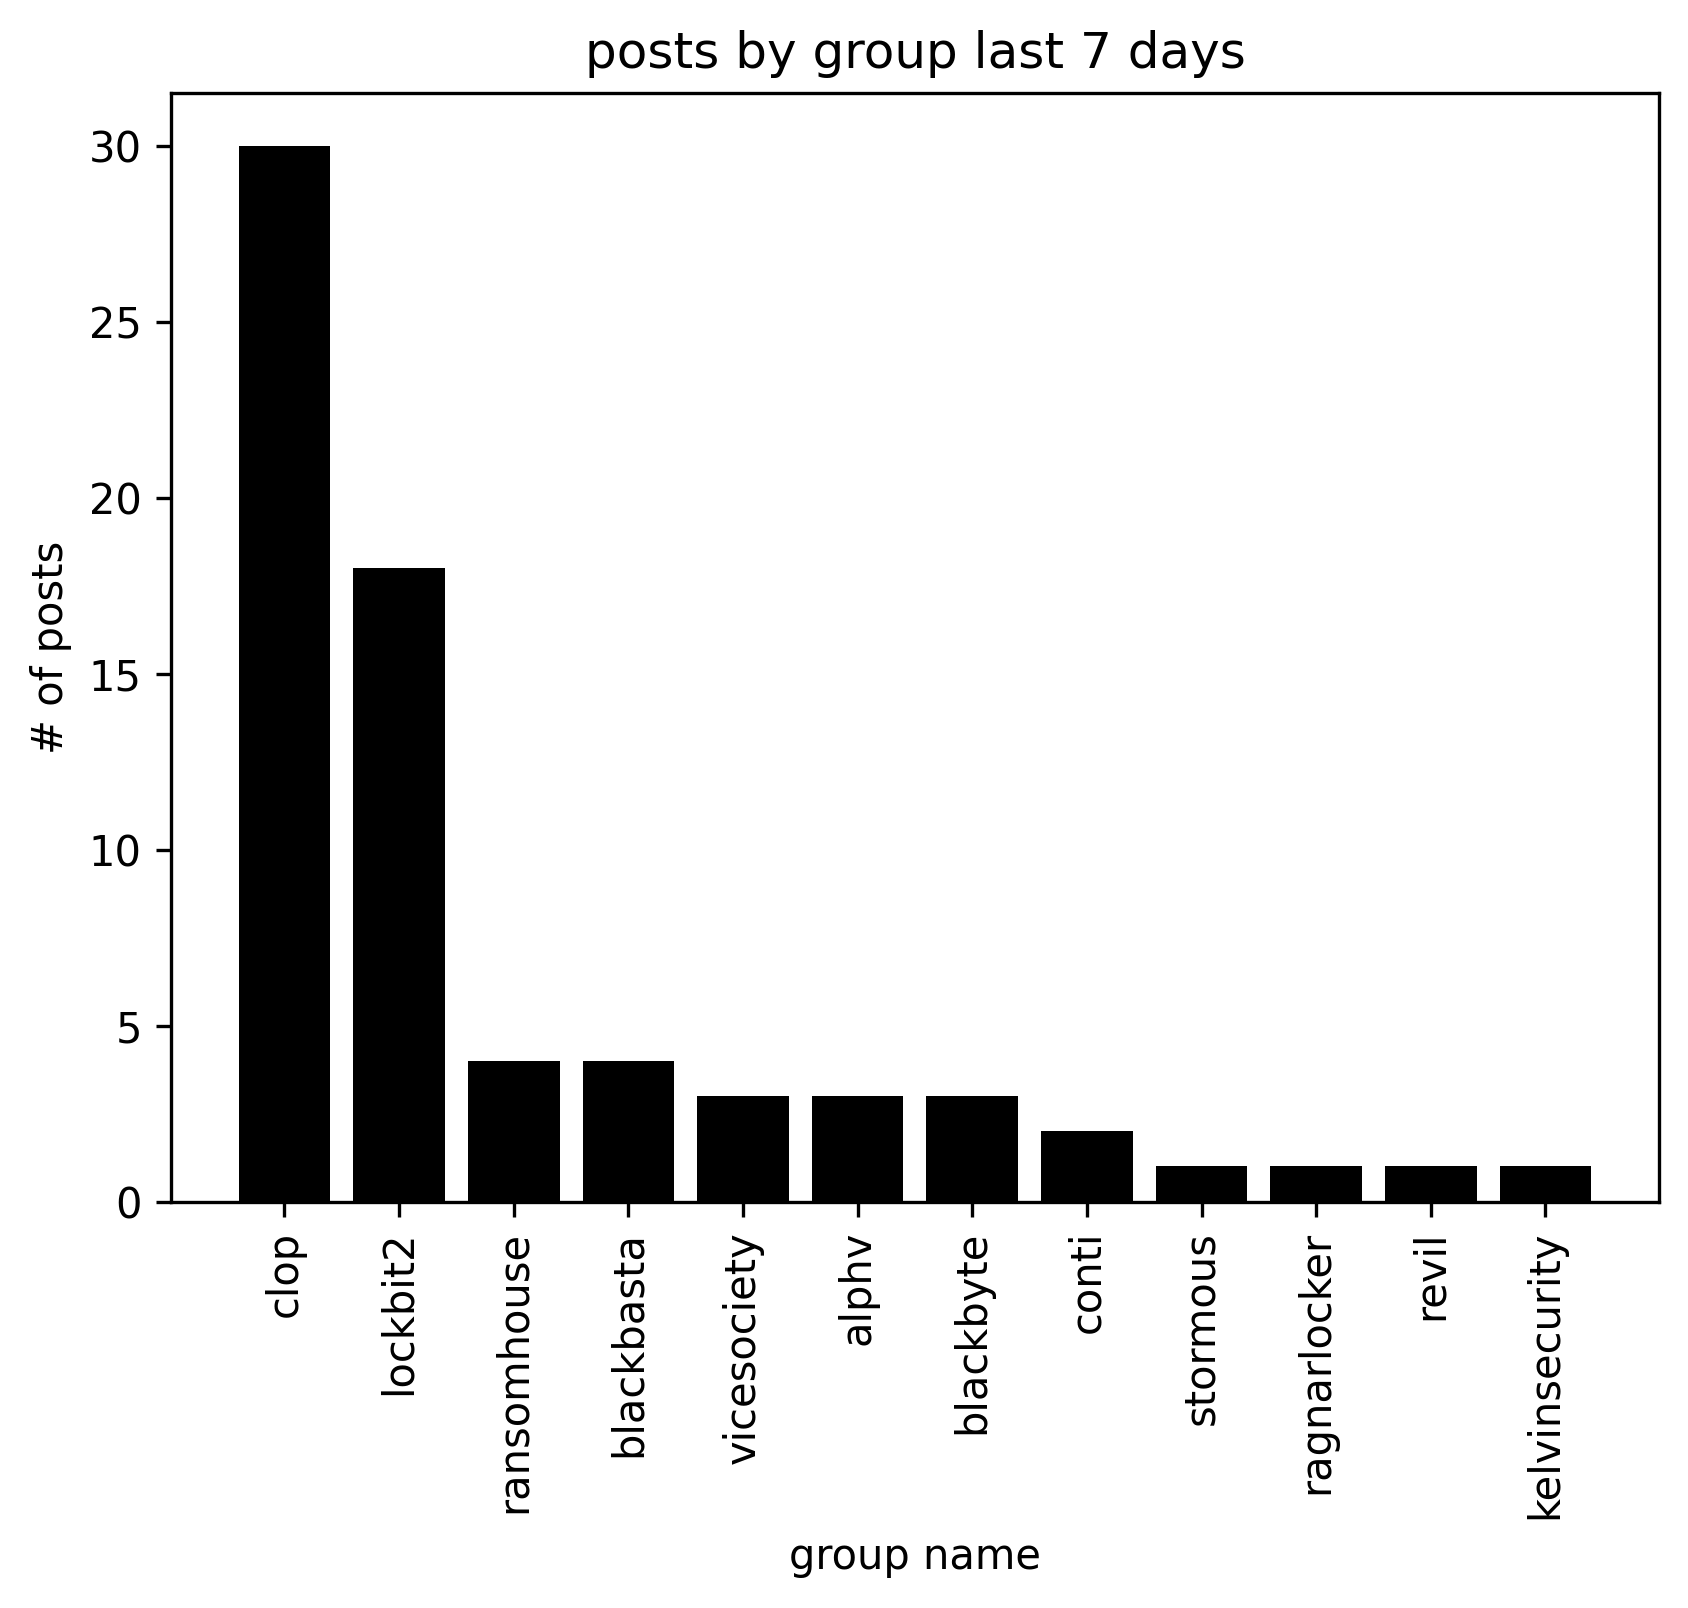 posts by group last 7 days
# of posts
30
25
20
15
10
5
0
clop
lockbit2
ransomhouse
blackbasta
vicesociety
alphv
blackbyte
conti
stormous
ragnarlocker
revil
kelvinsecurity
group name